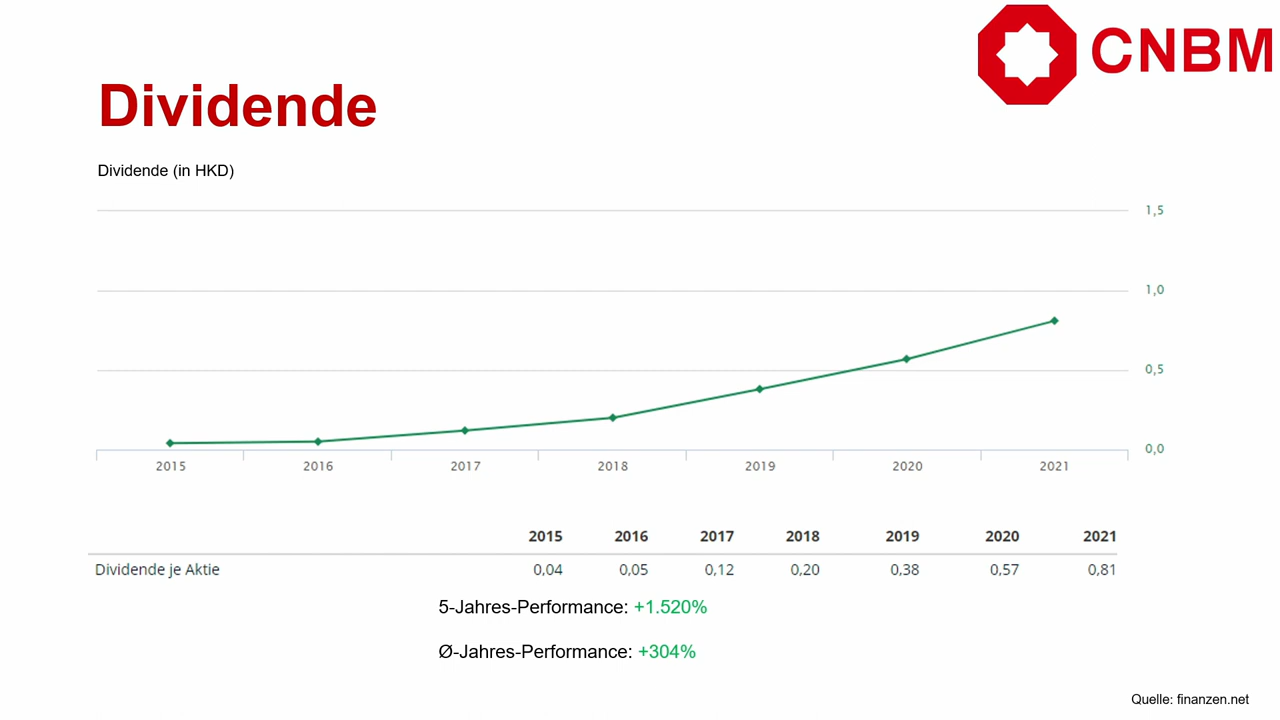 CNBM
Dividende
Dividende (in HKD)
1,5
1,0
0,5
0,0
2015 2016 2017 2018 2019 2020 2021
2015 2016 2017 2018 2019 2020 2021
Dividende je Aktie 0,04 0,05 0,12 0,20 0,38 0,57 0,81
5-Jahres-Performance: +1.520%
Ø-Jahres-Performance: +304%
Quelle: finanzen.net